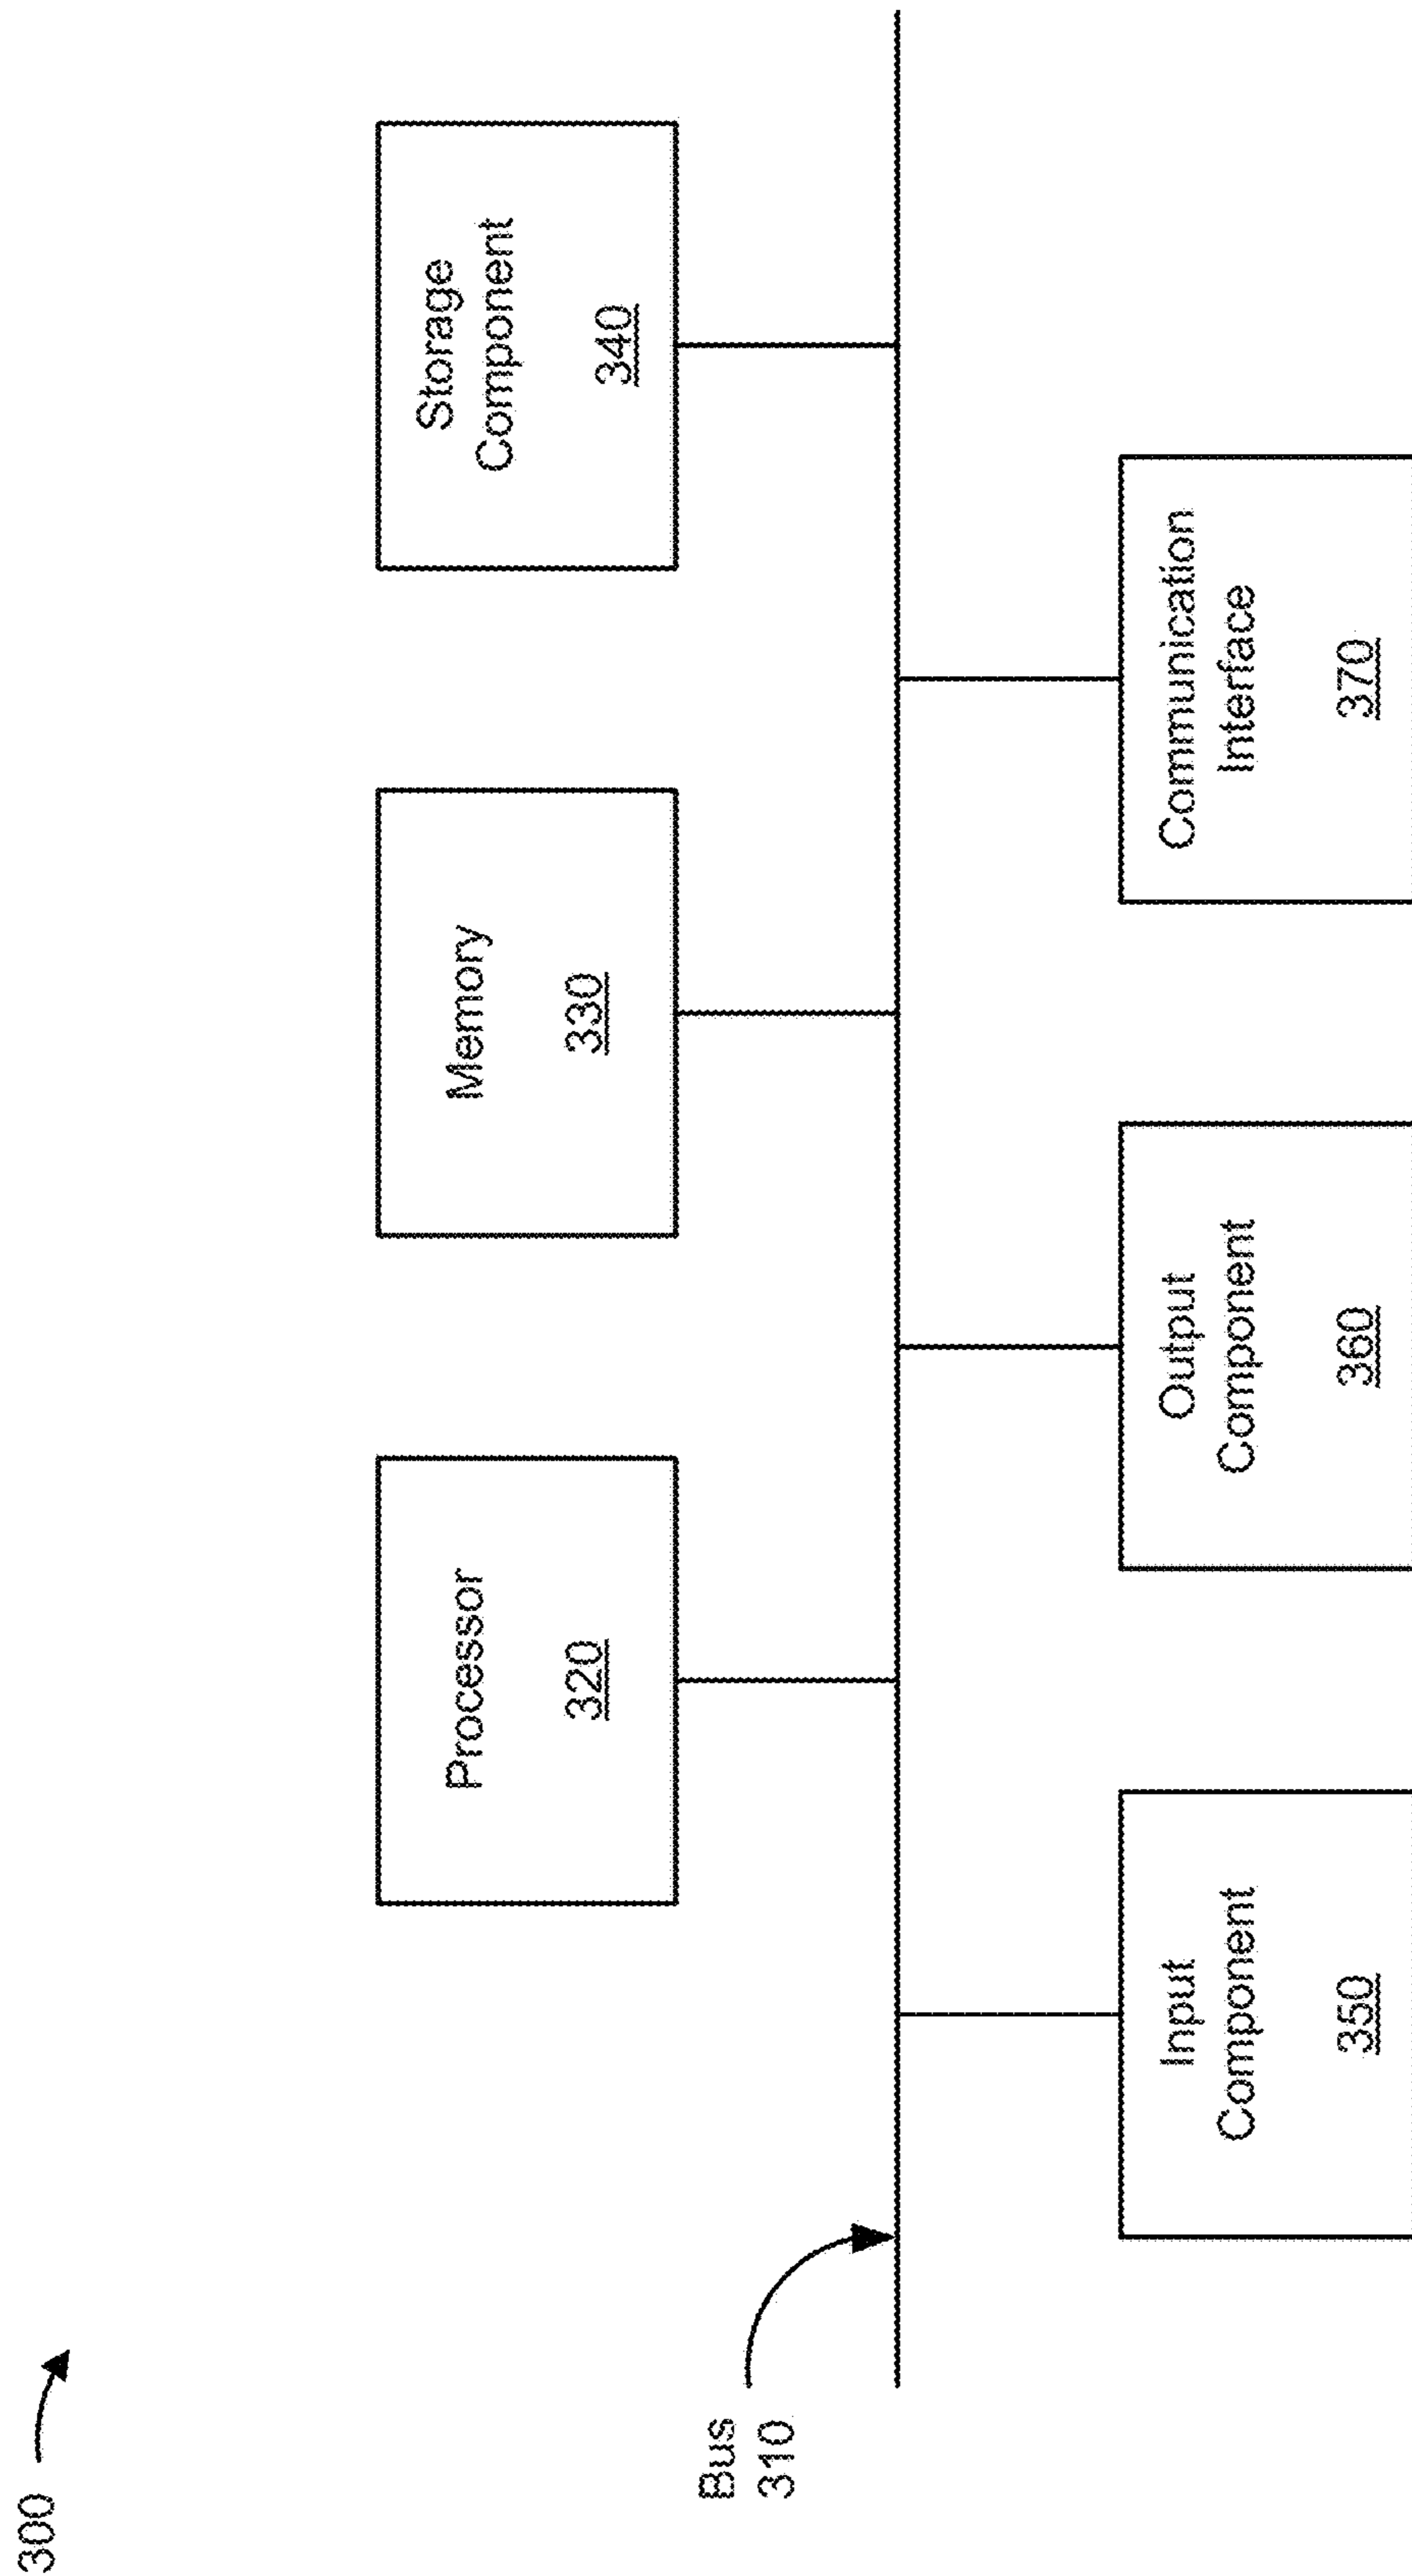 300
Processor
320
Memory
330
Storage
Component
340
Bus
310
Input
Component
350
Output
Component
360
Communication
Interface
370